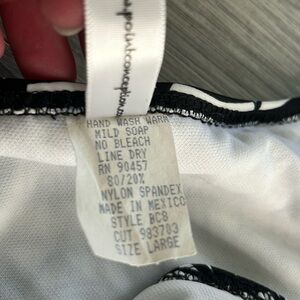 pointconception
HAND WASH WARM
MILD SOAP
NO BLEACH
LINE DRY
RN 90457
80/20%
NYLON SPANDEX
MADE IN MEXICO
STYLE BC8
CUT 983703
SIZE LARGE